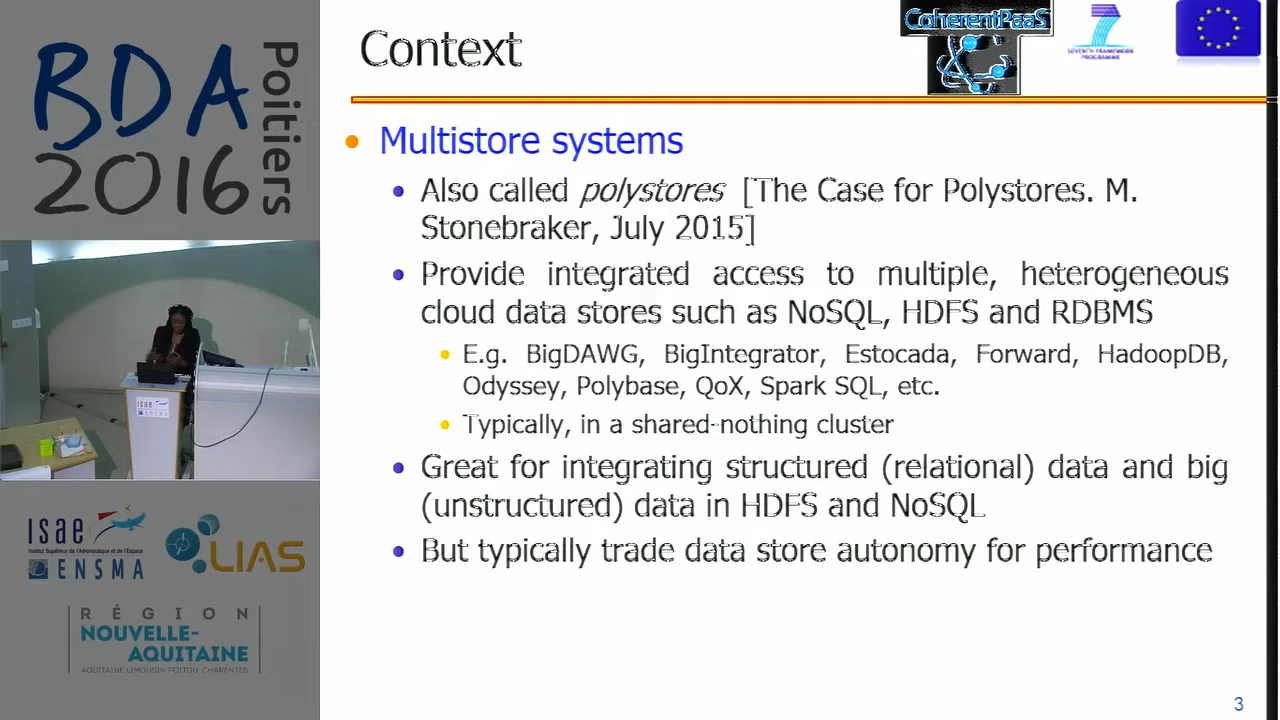 BDA
2016
Poitiers
isae
ISAE
Institut Supérieur de l'Aéronautique et de l'Espace
ENSMA
LIAS
RÉGION
NOUVELLE-
AQUITAINE
AQUITAINE LIMOUSIN POITOU-CHARENTES
Context
CoherentPaaS
SEVENTH FRAMEWORK
PROGRAMME
Multistore systems
Also called polystores [The Case for Polystores. M.
Stonebraker, July 2015]
Provide integrated access to multiple, heterogeneous
cloud data stores such as NoSQL, HDFS and RDBMS
E.g. BigDAWG, BigIntegrator, Estocada, Forward, HadoopDB,
Odyssey, Polybase, QoX, Spark SQL, etc.
Typically, in a shared-nothing cluster
Great for integrating structured (relational) data and big
(unstructured) data in HDFS and NoSQL
But typically trade data store autonomy for performance
3